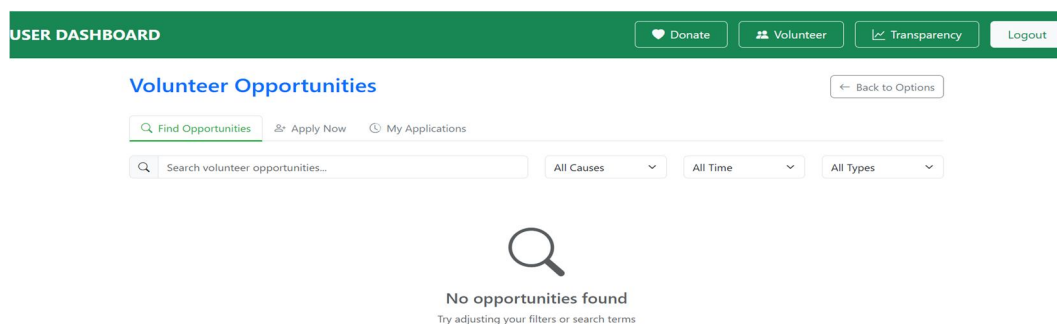 USER DASHBOARD Donate Volunteer Transparency Logout
Volunteer Opportunities Back to Options
Find Opportunities Apply Now My Applications
Search volunteer opportunities... All Causes All Time All Types
No opportunities found
Try adjusting your filters or search terms